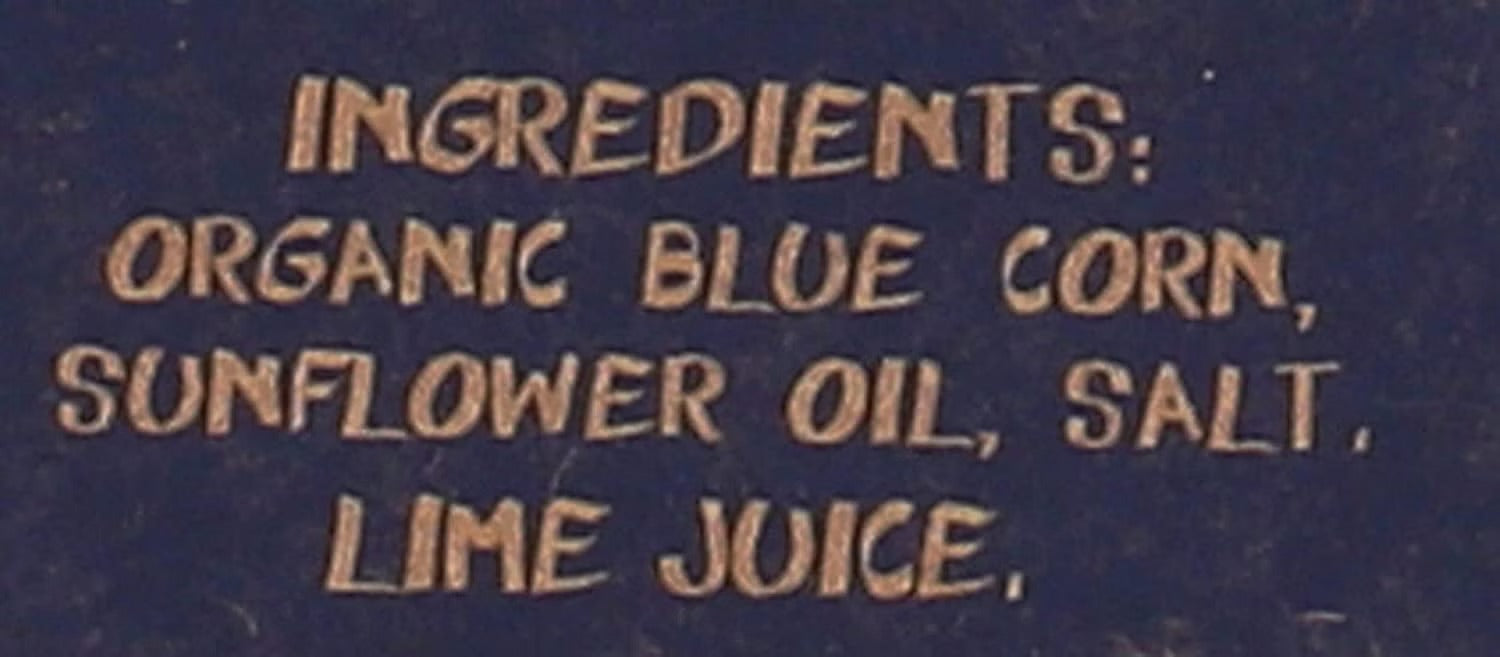 INGREDIENTS:
ORGANIC BLUE CORN,
SUNFLOWER OIL, SALT,
LIME JUICE.